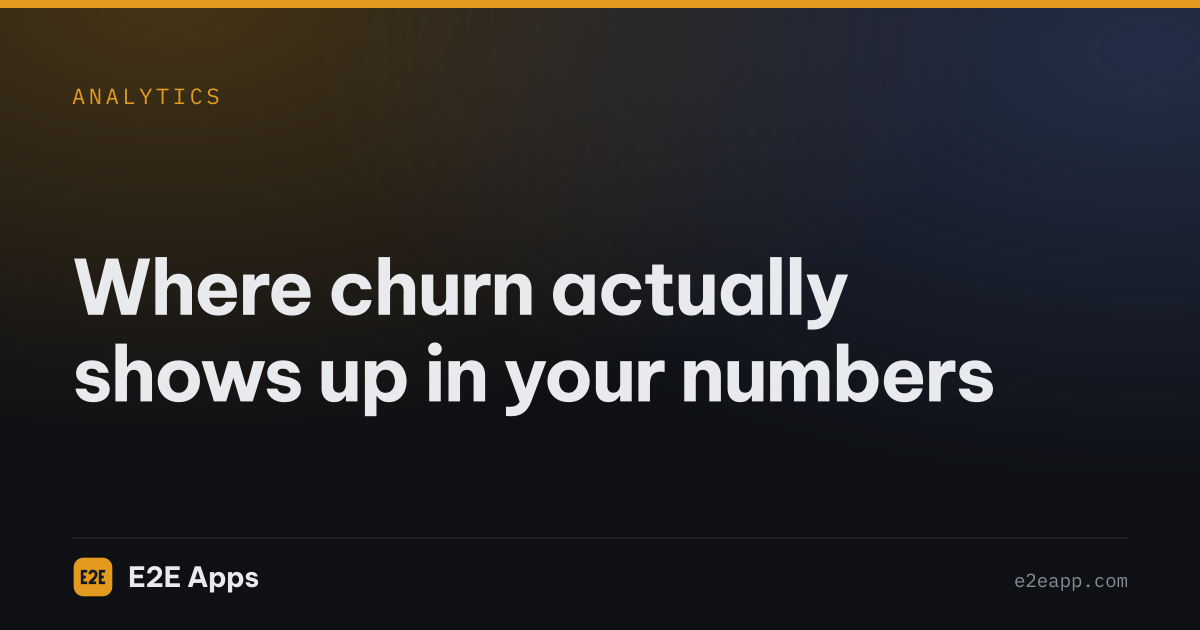 ANALYTICS
Where churn actually
shows up in your numbers
E2E
E2E Apps
e2eapp.com